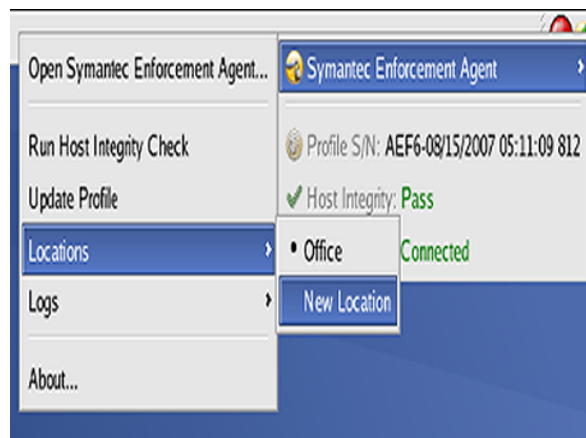 Open Symantec Enforcement Agent...
Run Host Integrity Check
Update Profile
Locations
Logs
About...
Symantec Enforcement Agent
Profile S/N: AEF6-08/15/2007 05:11:09 812
Host Integrity: Pass
Connected
Office
New Location